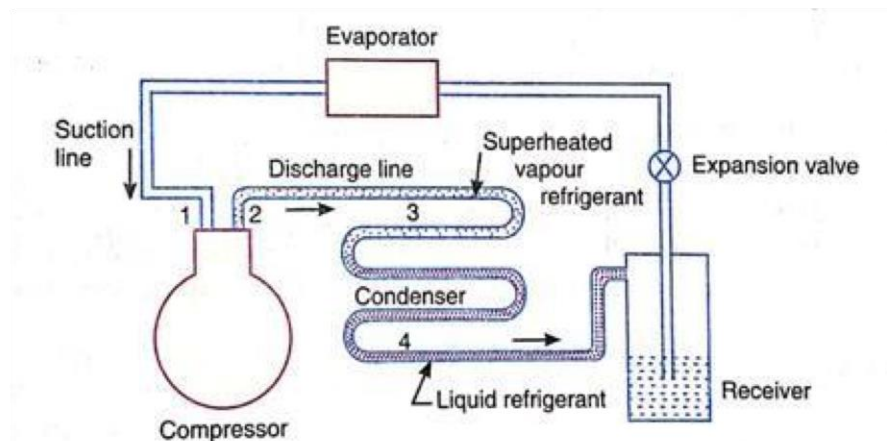 Evaporator
Suction
line
Discharge line
Superheated
vapour
refrigerant
Expansion valve
1
2
3
Condenser
4
Liquid refrigerant
Receiver
Compressor